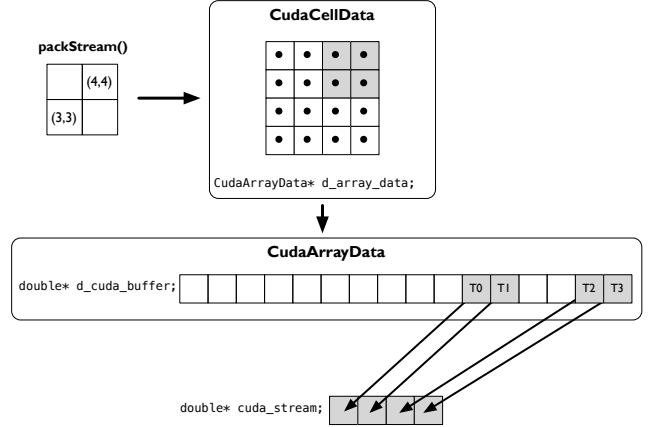 CudaCellData
packStream()
(4,4)
(3,3)
CudaArrayData* d_array_data;
CudaArrayData
double* d_cuda_buffer;
T0 T1 T2 T3
double* cuda_stream;